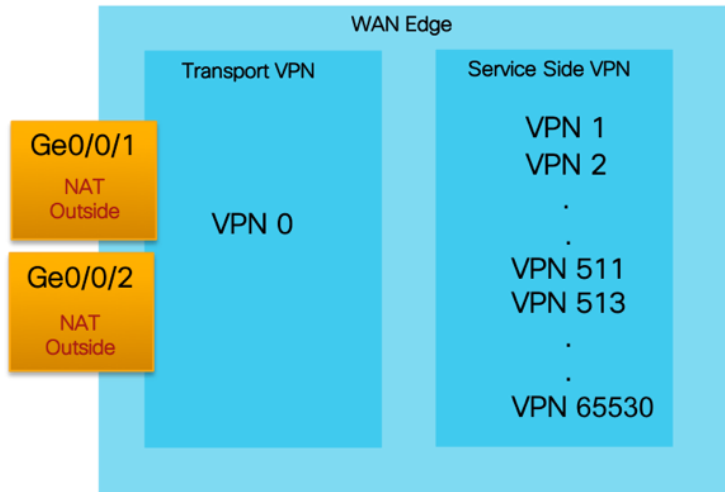 WAN Edge
Transport VPN
Service Side VPN
Ge0/0/1
NAT
Outside
Ge0/0/2
NAT
Outside
VPN 0
VPN 1
VPN 2
.
.
VPN 511
VPN 513
.
.
VPN 65530